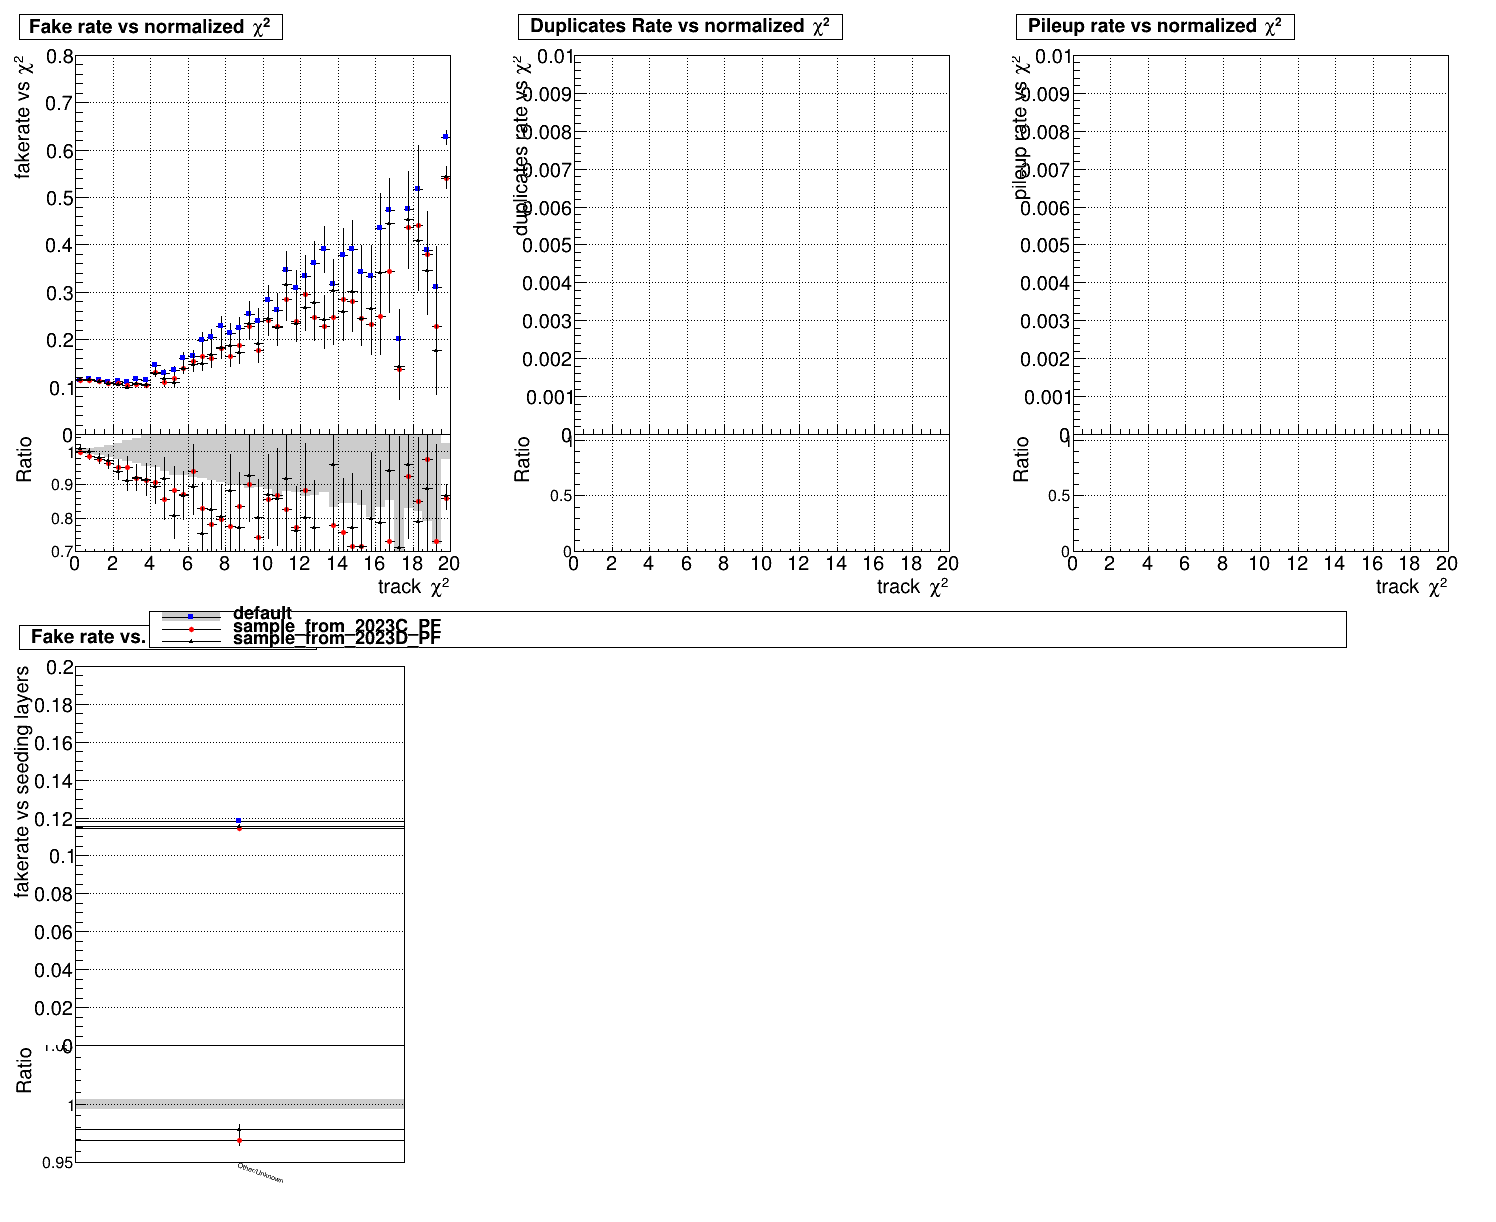 Fake rate vs normalized χ²
Duplicates Rate vs normalized χ²
Pileup rate vs normalized χ²
fakerate vs χ²
0.8
0.7
0.6
0.5
0.4
0.3
0.2
0.1
0
Ratio
1
0.9
0.8
0.7
0 2 4 6 8 10 12 14 16 18 20
track χ²
duplicates rate vs χ²
0.01
0.009
0.008
0.007
0.006
0.005
0.004
0.003
0.002
0.001
0
Ratio
1
0.5
0
0 2 4 6 8 10 12 14 16 18 20
track χ²
pileup rate vs χ²
0.01
0.009
0.008
0.007
0.006
0.005
0.004
0.003
0.002
0.001
0
Ratio
1
0.5
0
0 2 4 6 8 10 12 14 16 18 20
track χ²
default
sample_from_2023C_PF
sample_from_2023D_PF
Fake rate vs.
fakerate vs seeding layers
0.2
0.18
0.16
0.14
0.12
0.1
0.08
0.06
0.04
0.02
0
Ratio
1
0.95
Other/Unknown